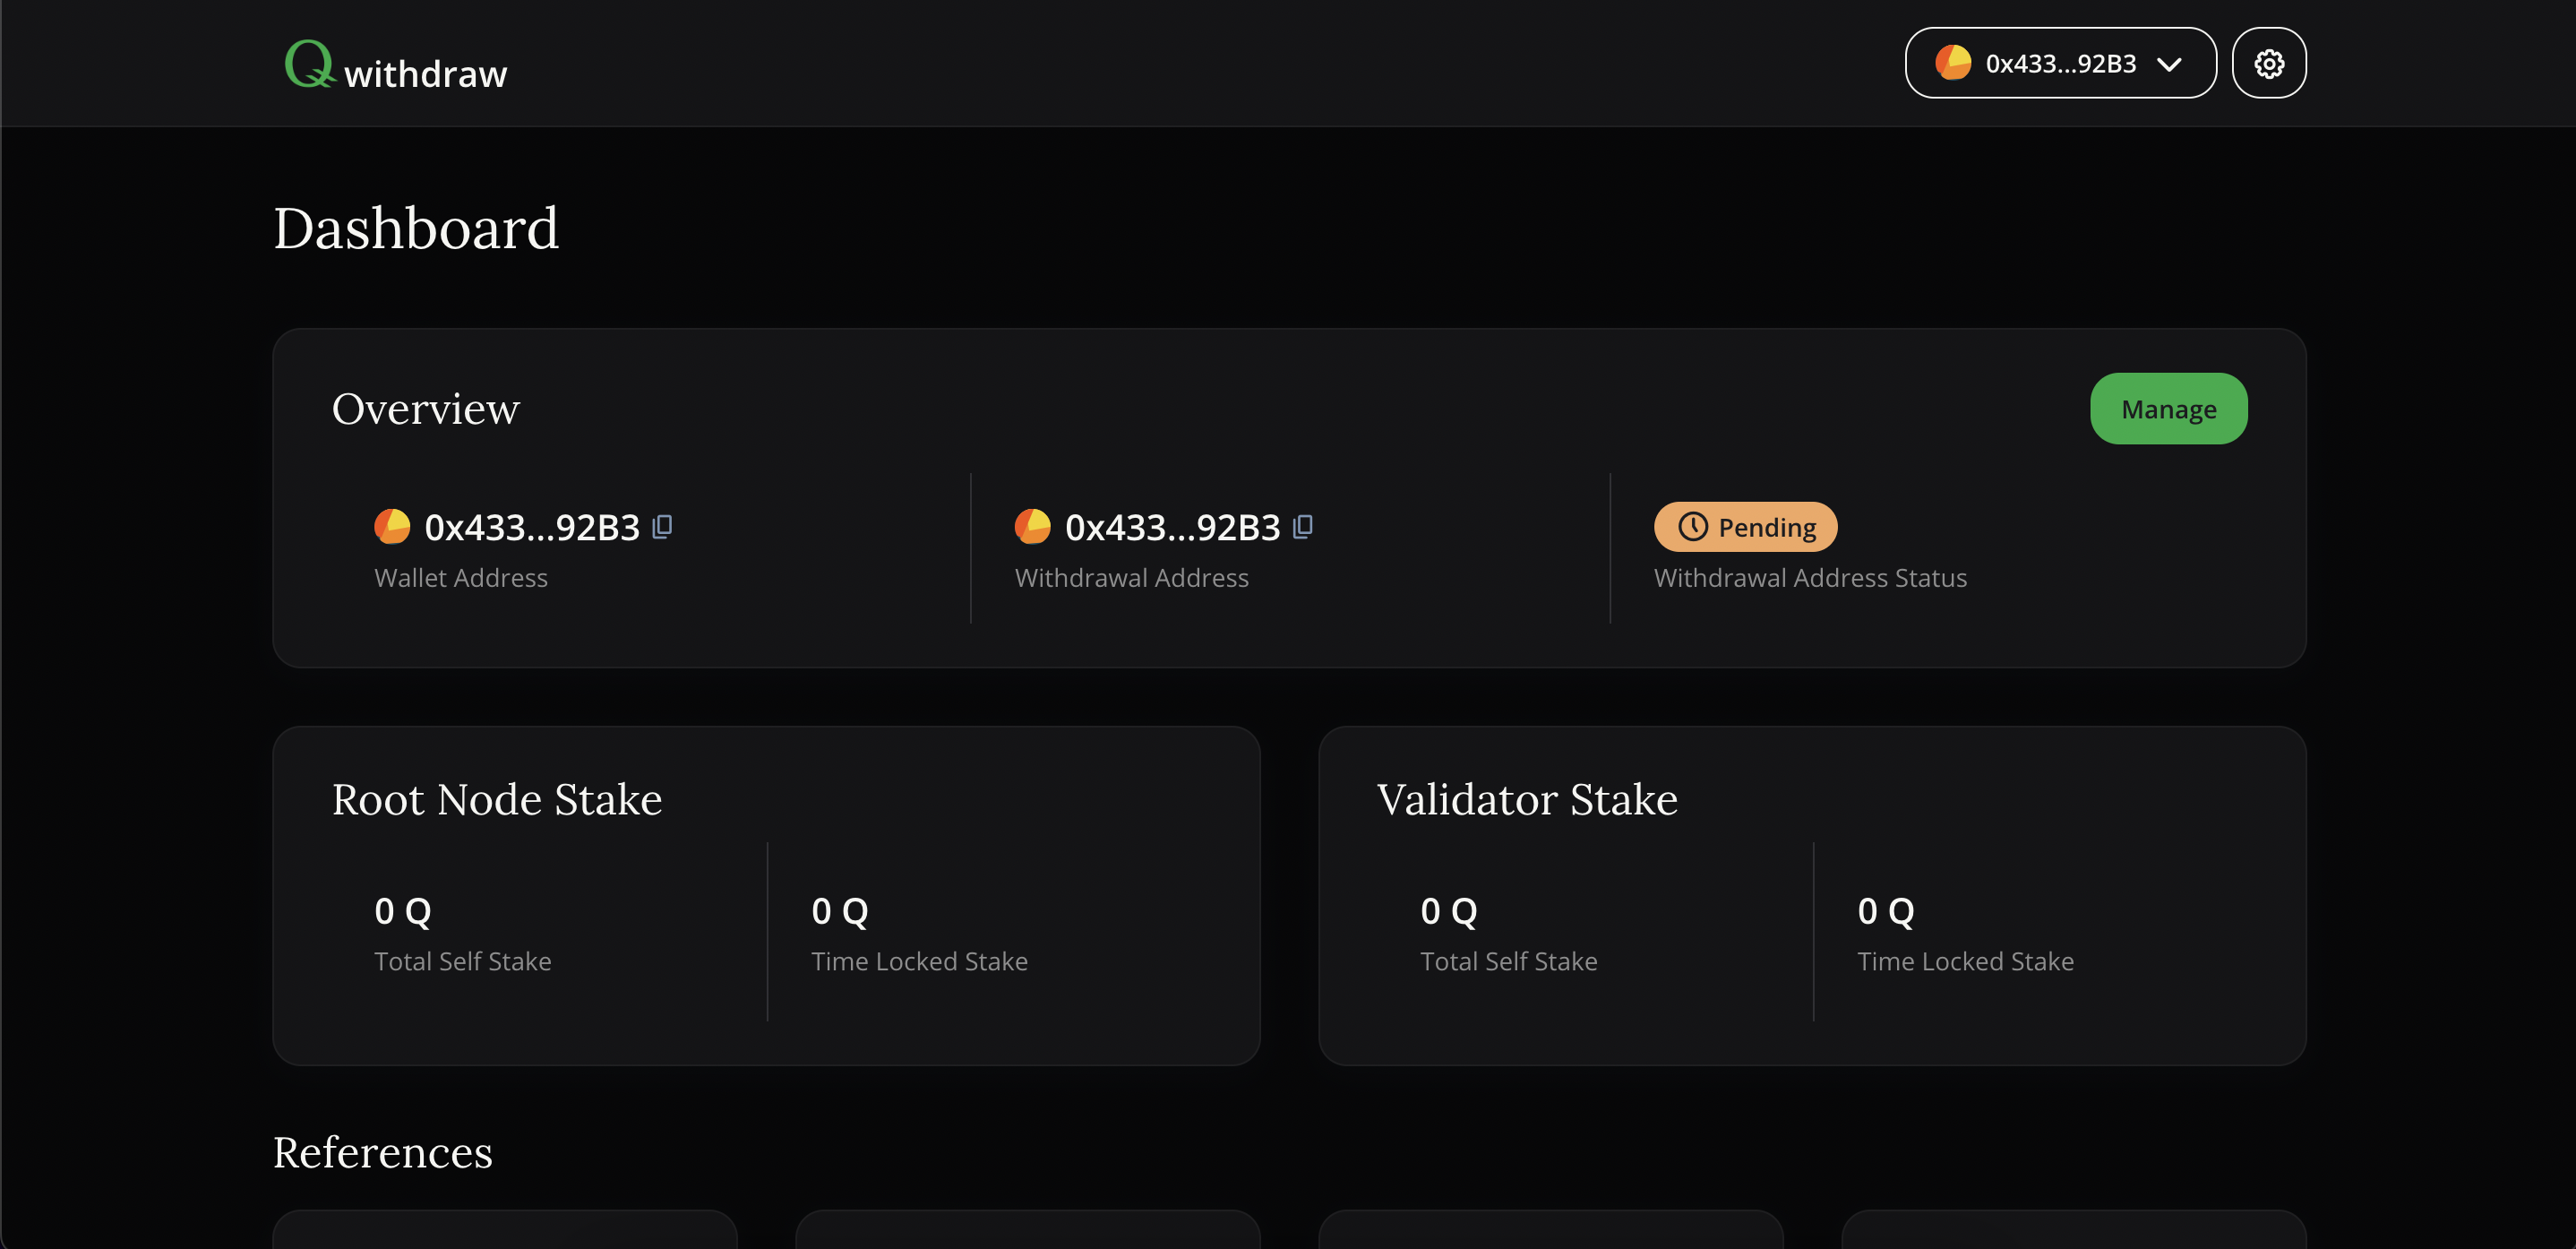 Q withdraw
0x433...92B3
Dashboard
Overview
Manage
0x433...92B3
Wallet Address
0x433...92B3
Withdrawal Address
Pending
Withdrawal Address Status
Root Node Stake
0 Q
Total Self Stake
0 Q
Time Locked Stake
Validator Stake
0 Q
Total Self Stake
0 Q
Time Locked Stake
References